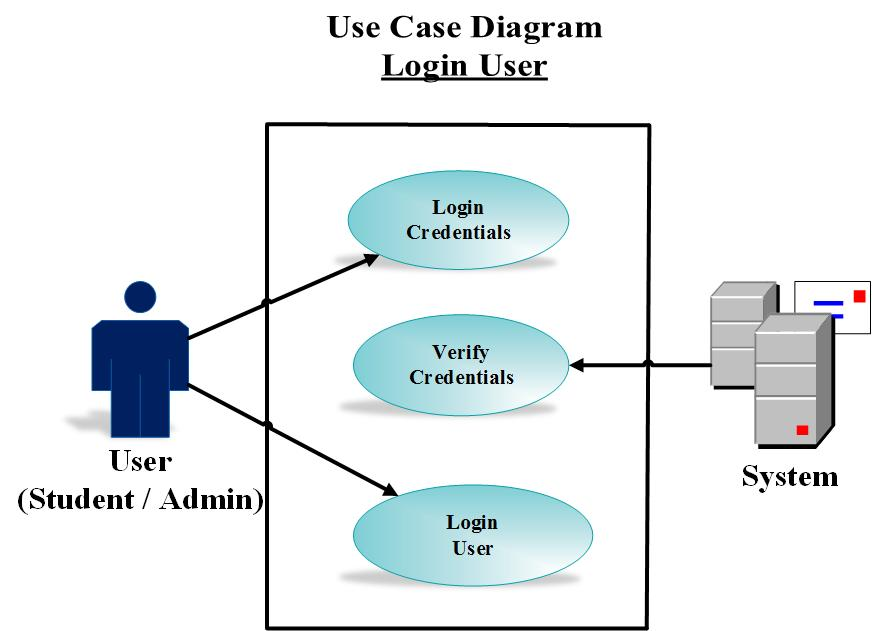 Use Case Diagram
Login User
Login
Credentials
Verify
Credentials
Login
User
User
(Student / Admin)
System